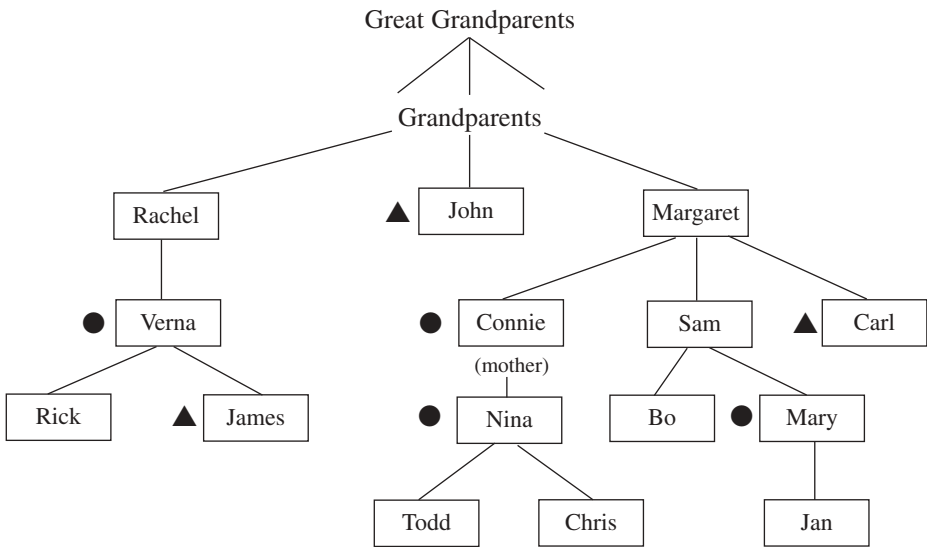 Great Grandparents
Grandparents
Rachel
John
Margaret
Verna
Connie
Sam
Carl
(mother)
Rick
James
Nina
Bo
Mary
Todd
Chris
Jan